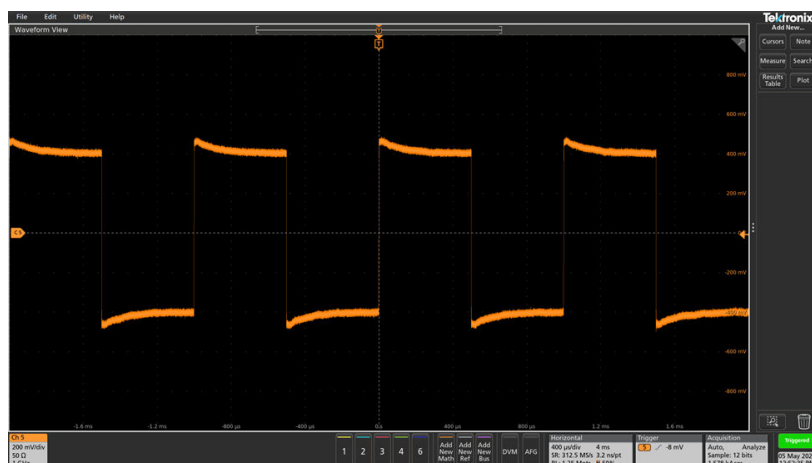 File Edit Utility Help
Tektronix
Waveform View
Add New...
Cursors Note
Measure Search
Results Table Plot
800 mV
600 mV
400 mV
200 mV
-200 mV
-400 mV
-600 mV
-800 mV
C 5
-1.6 ms -1.2 ms -800 µs -400 µs 0 s 400 µs 800 µs 1.2 ms 1.6 ms
Ch 5
200 mV/div
50 Ω
1 2 3 4 6
Add New Math
Add New Ref
Add New Bus
DVM AFG
Horizontal
400 µs/div 4 ms
SR: 312.5 MS/s 3.2 ns/pt
Trigger
5 -8 mV
Acquisition
Auto, Analyze
Sample: 12 bits
Triggered
05 May